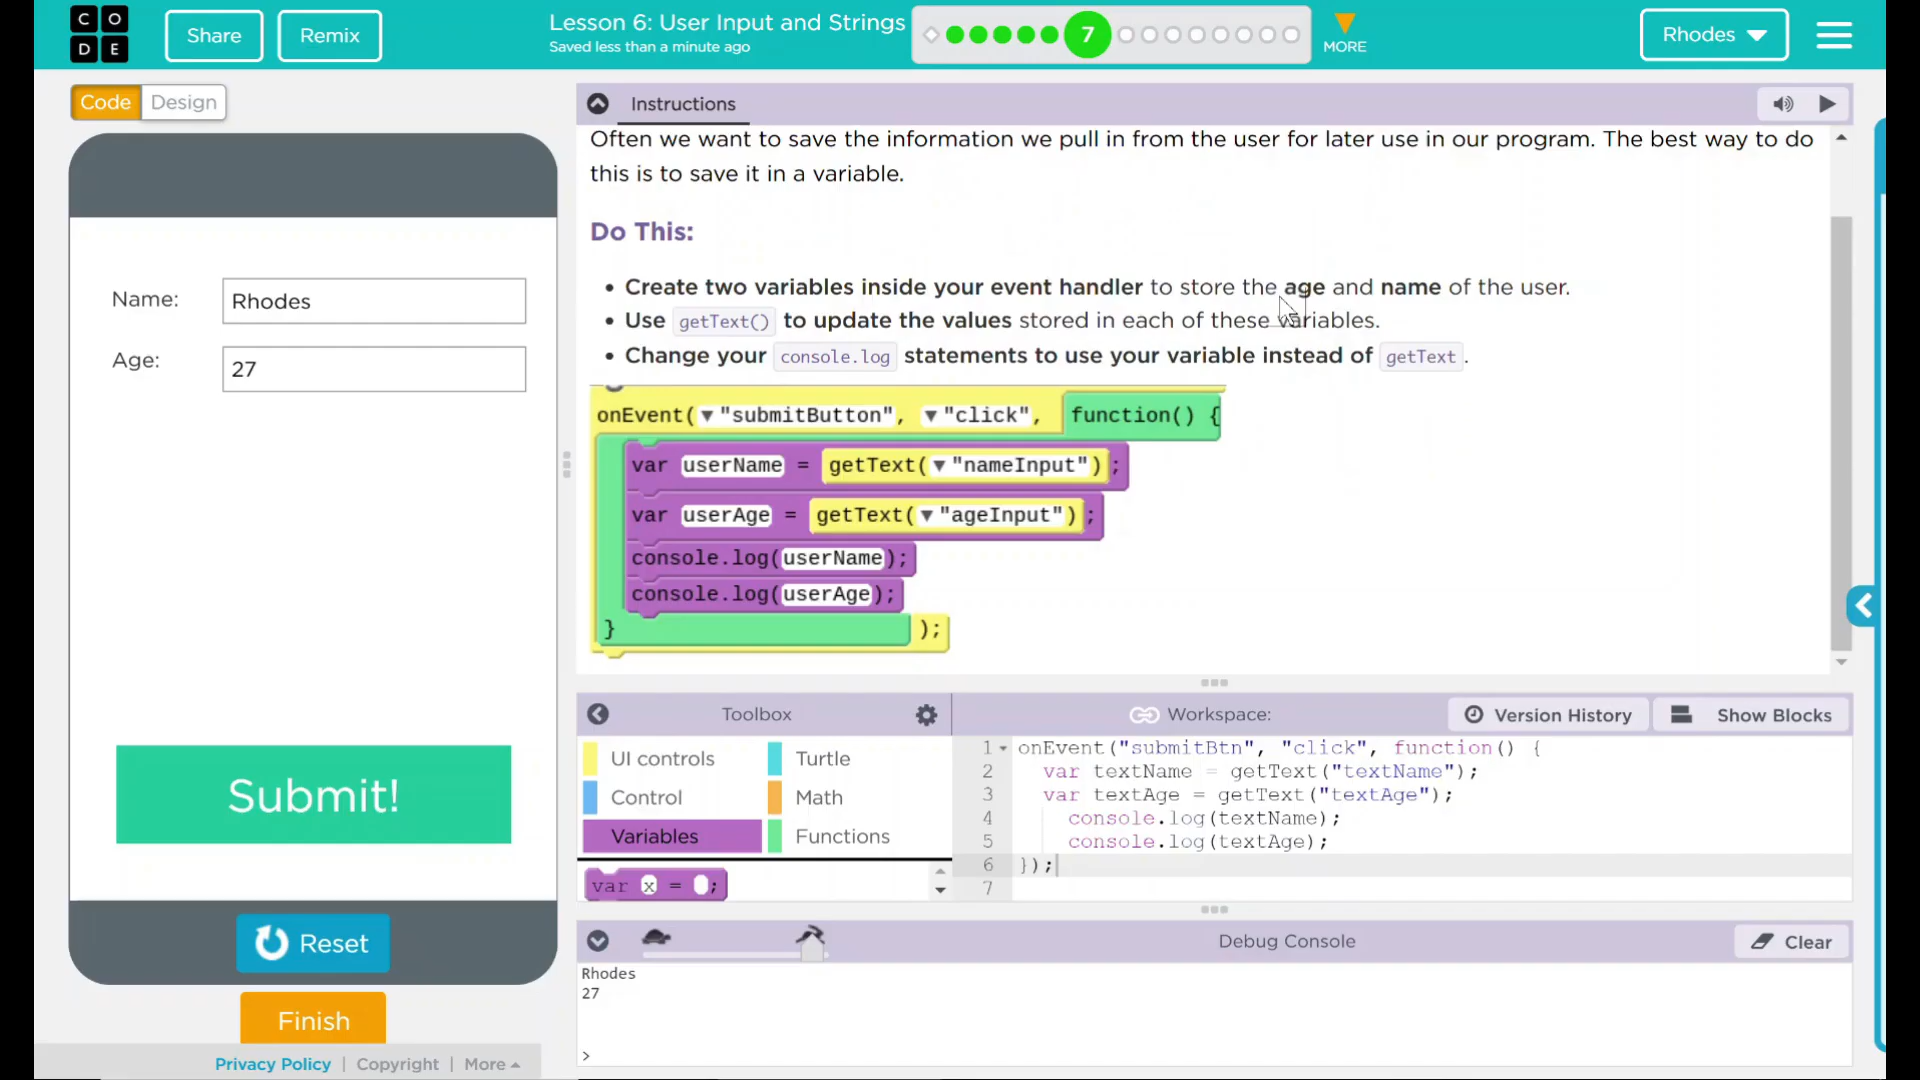 CO
DE
Share
Remix
Lesson 6: User Input and Strings
Saved less than a minute ago
7
MORE
Rhodes
Code
Design
Instructions
Often we want to save the information we pull in from the user for later use in our program. The best way to do
this is to save it in a variable.
Do This:
• Create two variables inside your event handler to store the age and name of the user.
• Use getText() to update the values stored in each of these variables.
• Change your console.log statements to use your variable instead of getText.
onEvent(▼"submitButton", ▼"click", function() {
var userName = getText(▼"nameInput");
var userAge = getText(▼"ageInput");
console.log(userName);
console.log(userAge);
} );
Name:
Rhodes
Age:
27
Submit!
Reset
Finish
Privacy Policy | Copyright | More
Toolbox
UI controls
Turtle
Control
Math
Variables
Functions
var x = ;
Workspace:
Version History
Show Blocks
1 onEvent("submitBtn", "click", function() {
2 var textName = getText("textName");
3 var textAge = getText("textAge");
4 console.log(textName);
5 console.log(textAge);
6 });
7
Debug Console
Clear
Rhodes
27
>